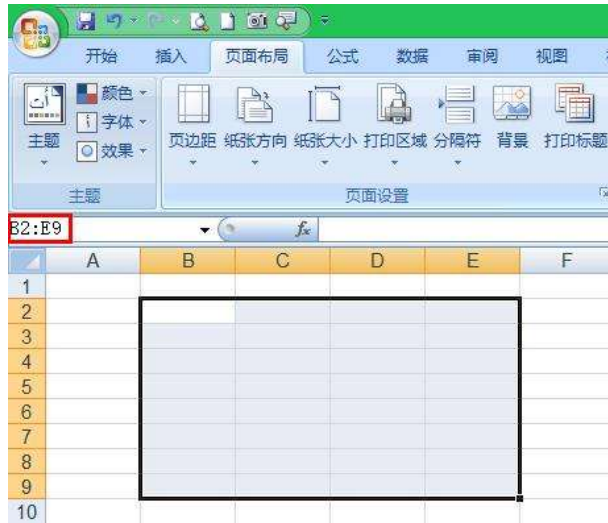 开始 插入 页面布局 公式 数据 审阅 视图
颜色
字体
效果
主题 页边距 纸张方向 纸张大小 打印区域 分隔符 背景 打印标题
主题 页面设置
B2:E9 fx
A B C D E F
1
2
3
4
5
6
7
8
9
10